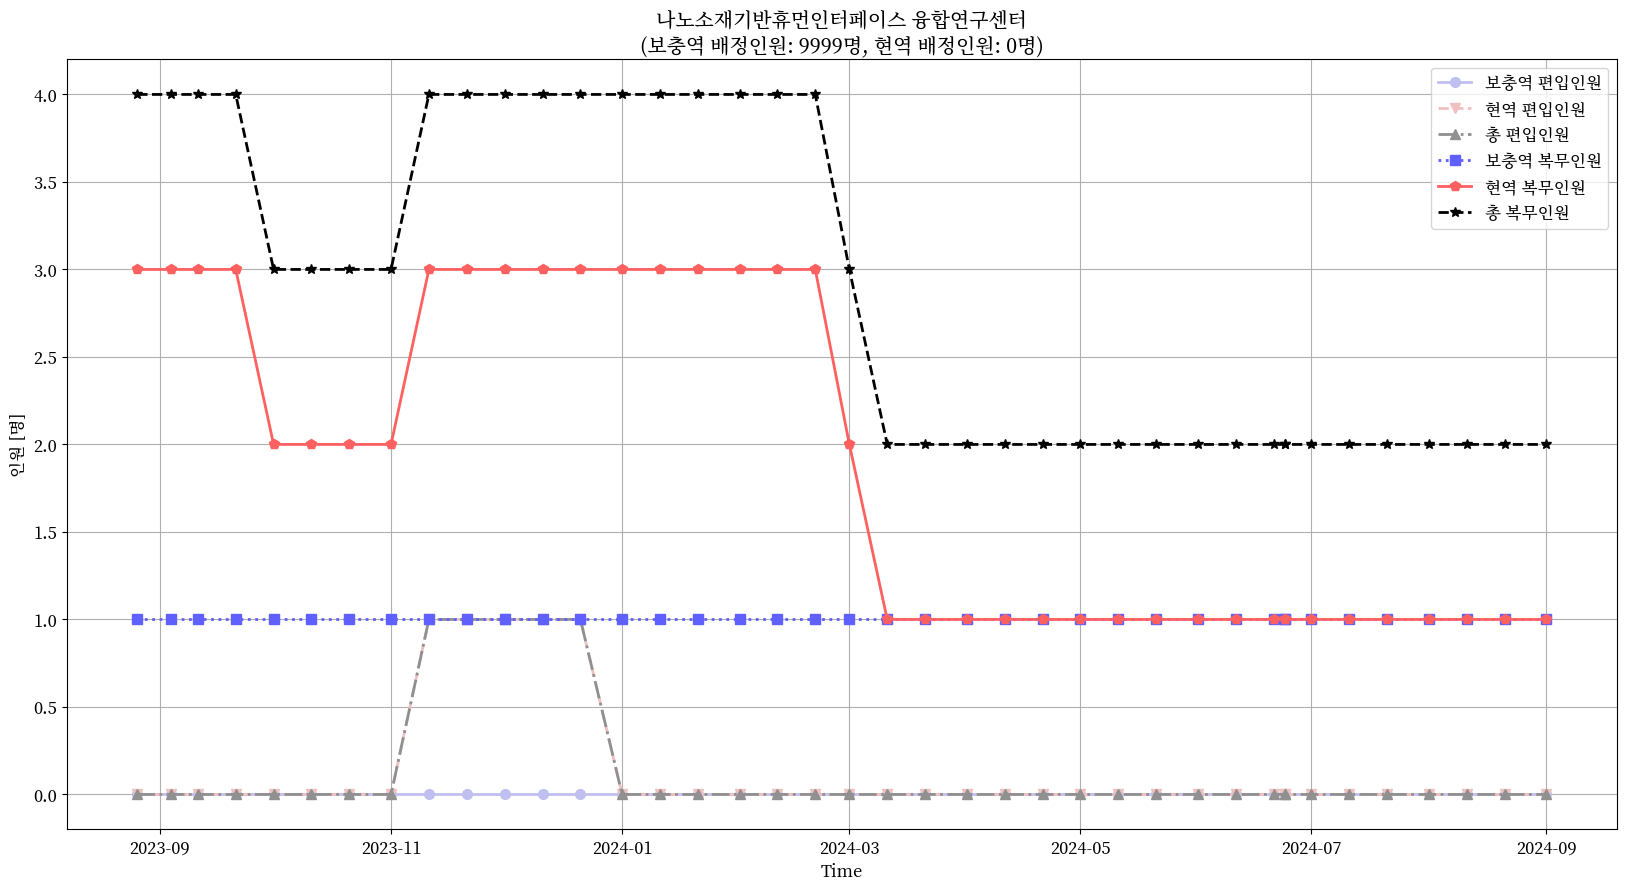 나노소재기반휴먼인터페이스 융합연구센터
(보충역 배정인원: 9999명, 현역 배정인원: 0명)
보충역 편입인원
현역 편입인원
총 편입인원
보충역 복무인원
현역 복무인원
총 복무인원
인원 [명]
4.0
3.5
3.0
2.5
2.0
1.5
1.0
0.5
0.0
2023-09 2023-11 2024-01 2024-03 2024-05 2024-07 2024-09
Time